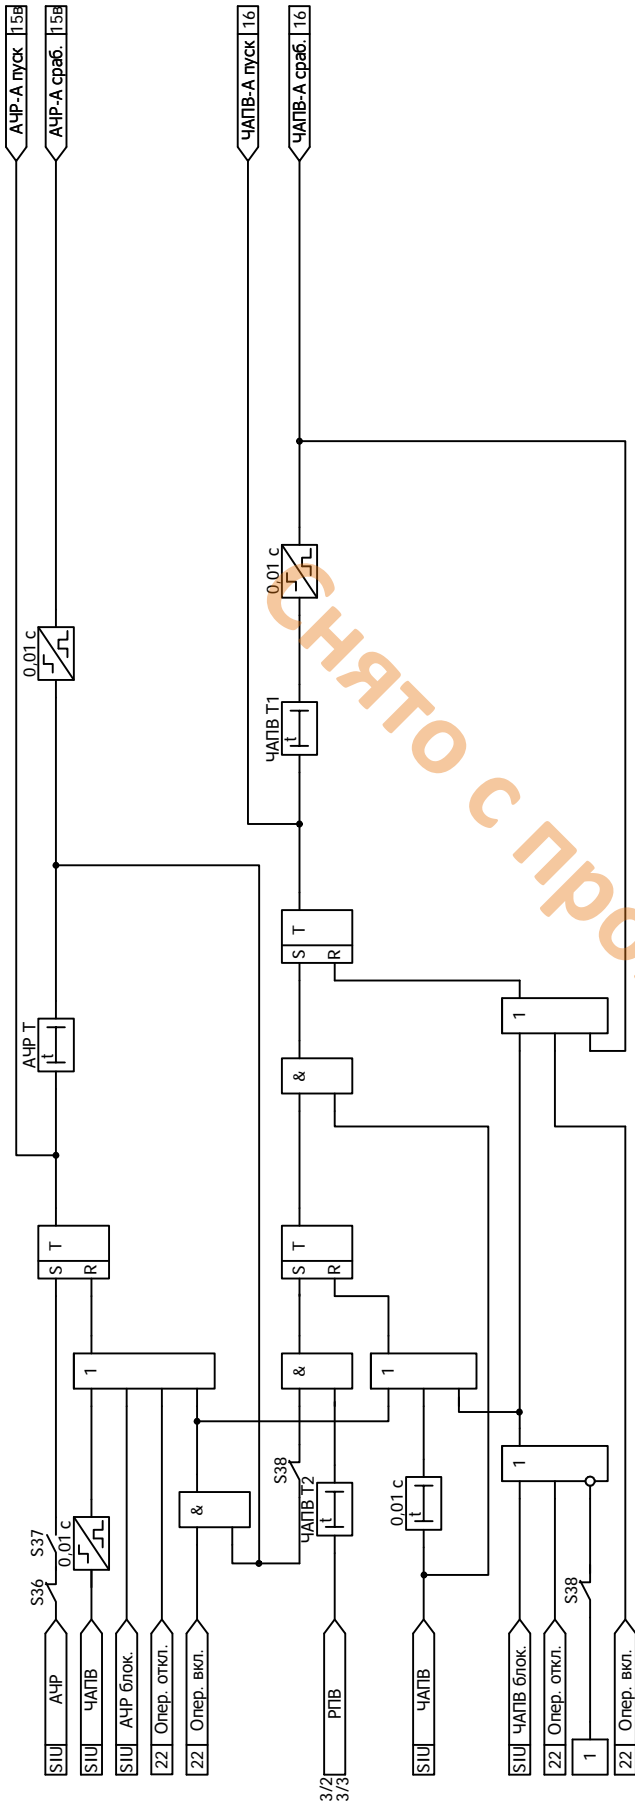 АЧР-А пуск 15в
АЧР-А сраб. 15в
ЧАПВ-А пуск 16
ЧАПВ-А сраб. 16
0,01 с
0,01 с
ЧАПВ Т1
t
АЧР Т
t
S T
R
1
&
S T
R
S T
R
&
1
&
1
S38
ЧАПВ Т2
t
0,01 с
t
1
&
S37
0,01 с
S36
S38
SIU АЧР
SIU ЧАПВ
SIU АЧР блок.
22 Опер. откл.
22 Опер. вкл.
3/2
3/3
РПВ
SIU ЧАПВ
SIU ЧАПВ блок.
22 Опер. откл.
1
22 Опер. вкл.
Снято с про